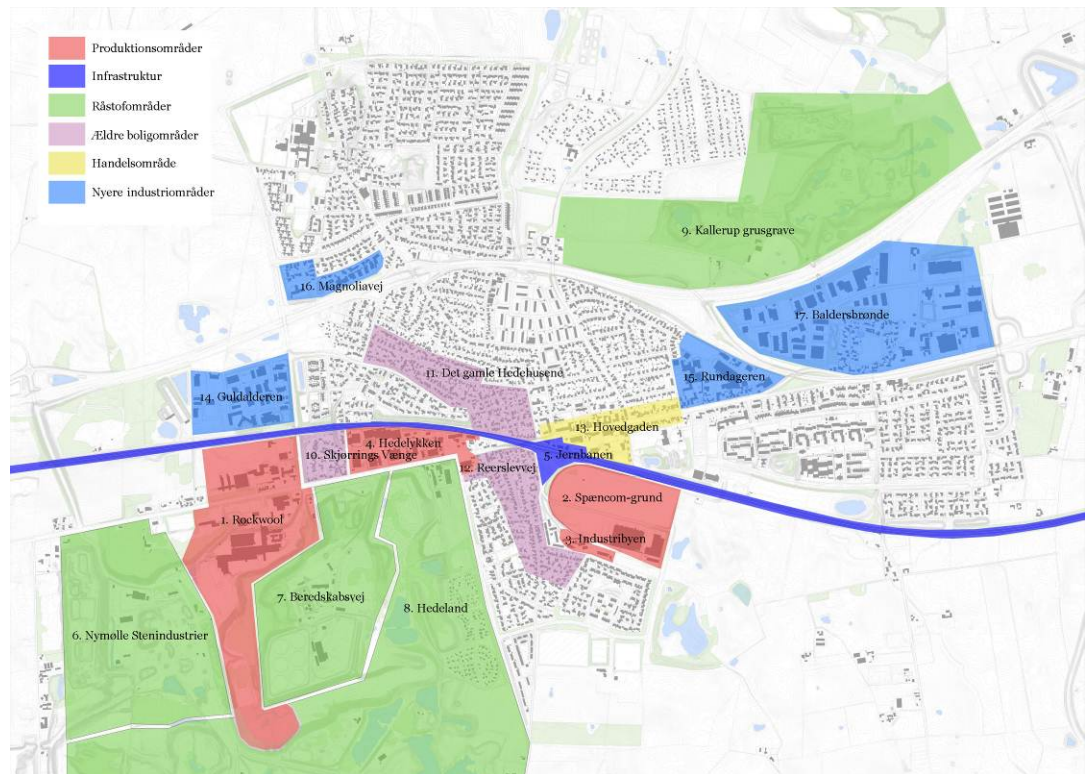 Produktionsområder
Infrastruktur
Råstofområder
Ældre boligområder
Handelsområde
Nyere industriområder
9. Kallerup grusgrave
16. Magnoliavej
17. Baldersbrønde
11. Det gamle Hedehusene
15. Rundageren
14. Guldalderen
13. Hovedgaden
4. Hedelykken
10. Skjørrings Vænge
5. Jernbanen
12. Reerslevvej
2. Spæncom-grund
1. Rockwool
3. Industribyen
7. Beredskabsvej
8. Hedeland
6. Nymølle Stenindustrier